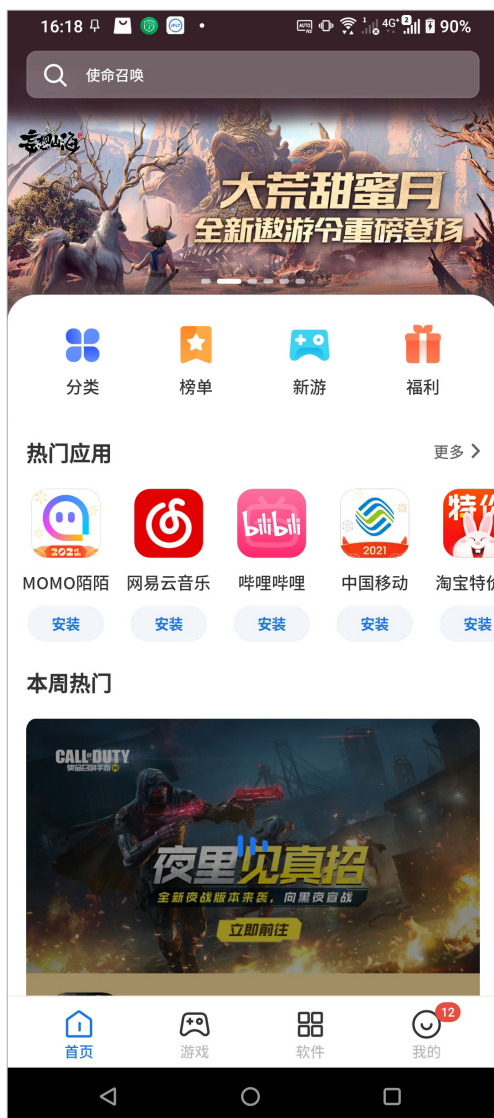 16:18 4G+ 90%
使命召唤
妄想山海
大荒甜蜜月
全新遨游令重磅登场
分类 榜单 新游 福利
热门应用 更多
2021 bilibili 2021 特价
MOMO陌陌 网易云音乐 哔哩哔哩 中国移动 淘宝特价
安装 安装 安装 安装 安装
本周热门
CALL OF DUTY
使命召唤手游
夜里见真招
全新夜战版本来袭，向黑夜宣战
立即前往
12
首页 游戏 软件 我的